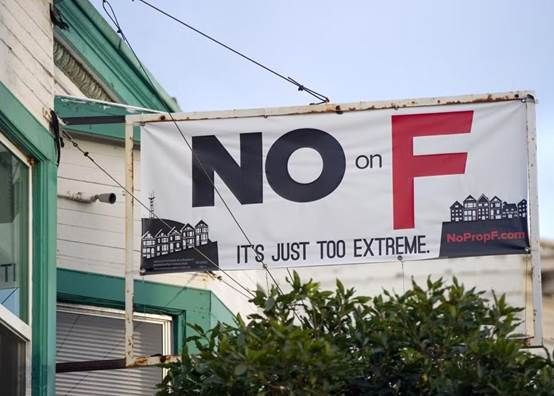 NO on F
IT'S JUST TOO EXTREME.
NoPropF.com